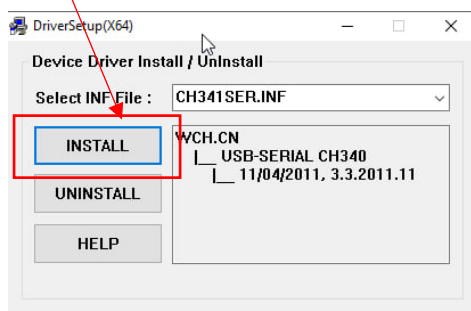 DriverSetup(X64)
Device Driver Install / UnInstall
Select INF File : CH341SER.INF
INSTALL
UNINSTALL
HELP
WCH.CN
|__ USB-SERIAL CH340
|__ 11/04/2011, 3.3.2011.11